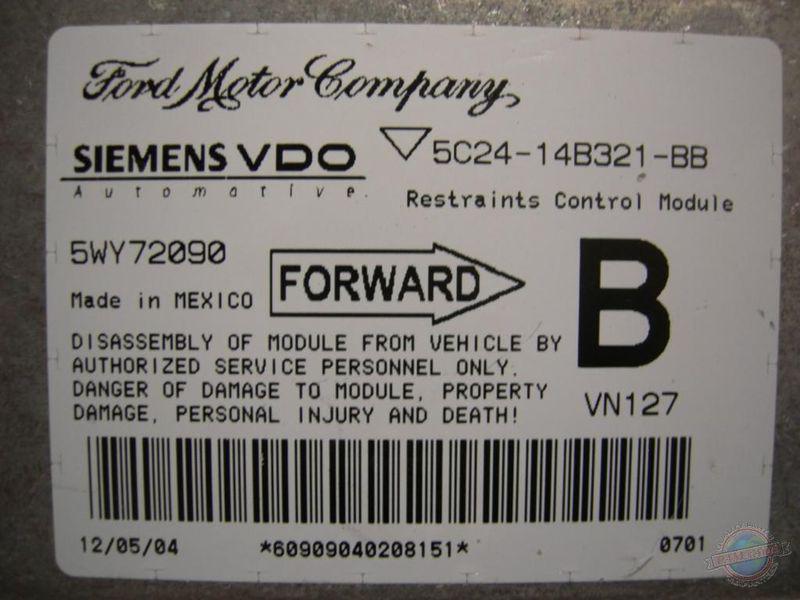 Ford Motor Company
SIEMENS VDO
Automotive.
5C24-14B321-BB
Restraints Control Module
5WY72090
FORWARD
B
Made in MEXICO
DISASSEMBLY OF MODULE FROM VEHICLE BY
AUTHORIZED SERVICE PERSONNEL ONLY.
DANGER OF DAMAGE TO MODULE, PROPERTY
DAMAGE, PERSONAL INJURY AND DEATH!
VN127
12/05/04
*60909040208151*
0701